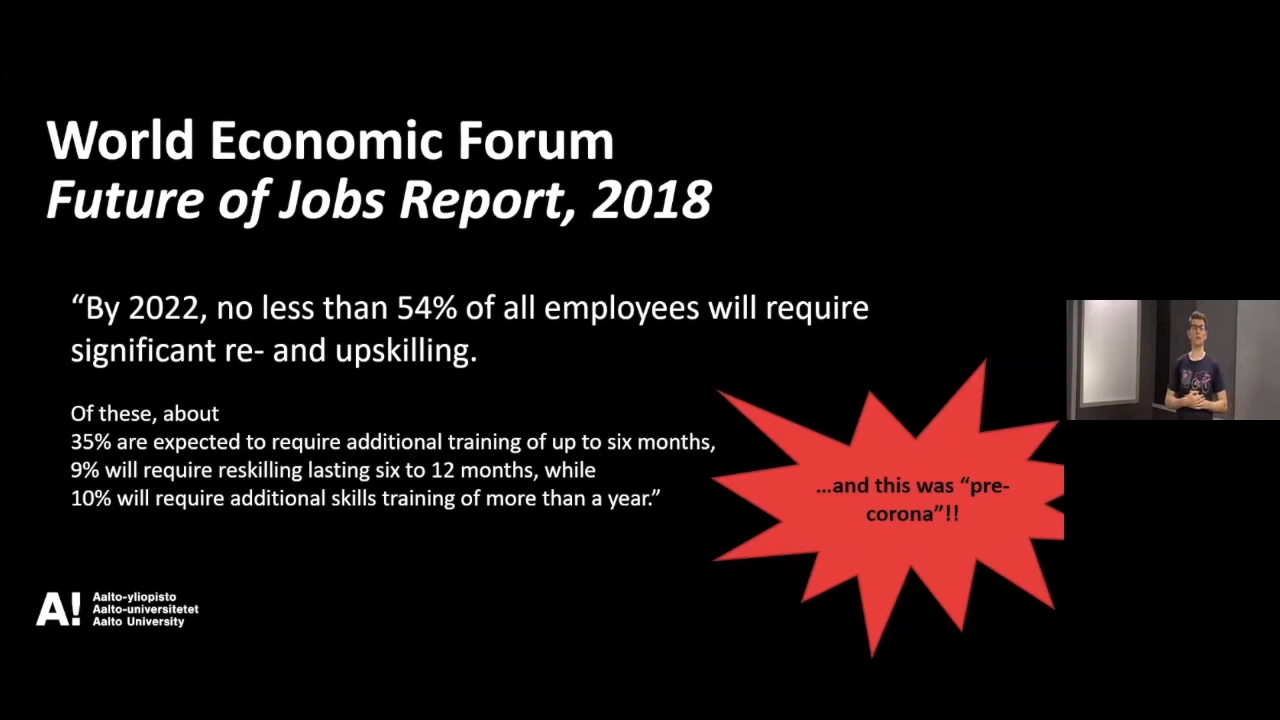 World Economic Forum
Future of Jobs Report, 2018
“By 2022, no less than 54% of all employees will require
significant re- and upskilling.
Of these, about
35% are expected to require additional training of up to six months,
9% will require reskilling lasting six to 12 months, while
10% will require additional skills training of more than a year.”
…and this was “pre-
corona”!!
A!
Aalto-yliopisto
Aalto-universitetet
Aalto University